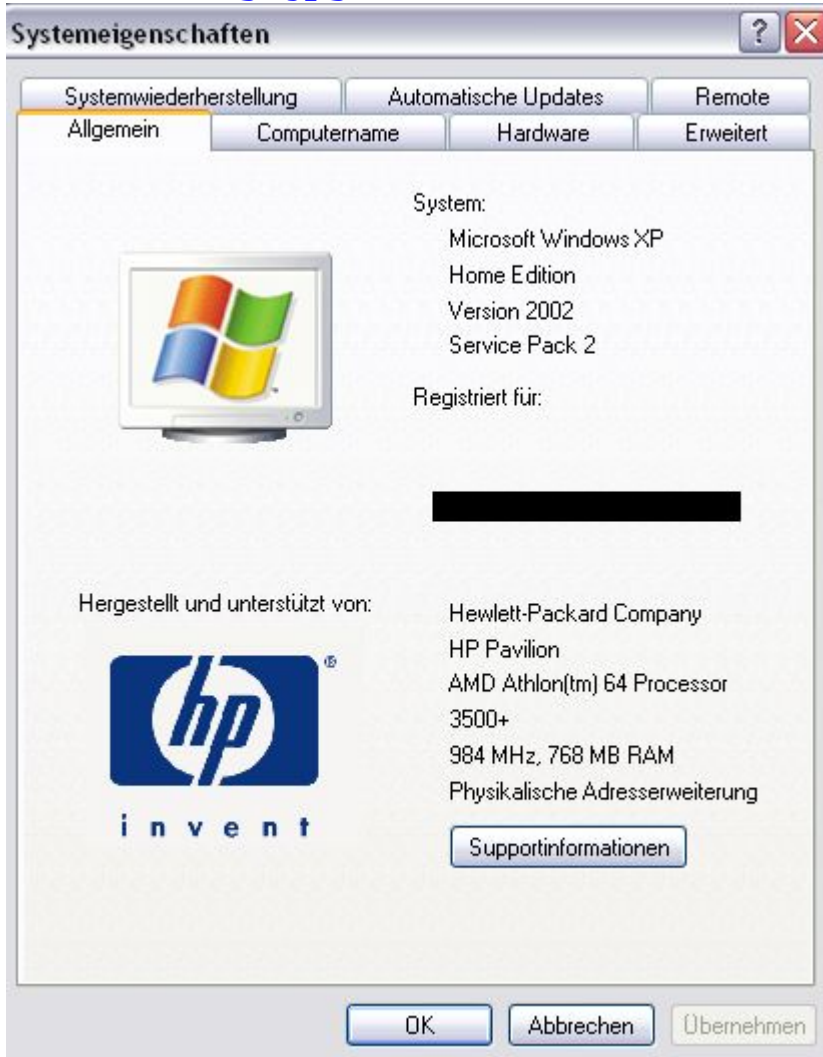 Systemeigenschaften
Systemwiederherstellung Automatische Updates Remote
Allgemein Computername Hardware Erweitert
System:
Microsoft Windows XP
Home Edition
Version 2002
Service Pack 2
Registriert für:
Hergestellt und unterstützt von:
hp
®
invent
Hewlett-Packard Company
HP Pavilion
AMD Athlon(tm) 64 Processor
3500+
984 MHz, 768 MB RAM
Physikalische Adresserweiterung
Supportinformationen
OK Abbrechen Übernehmen